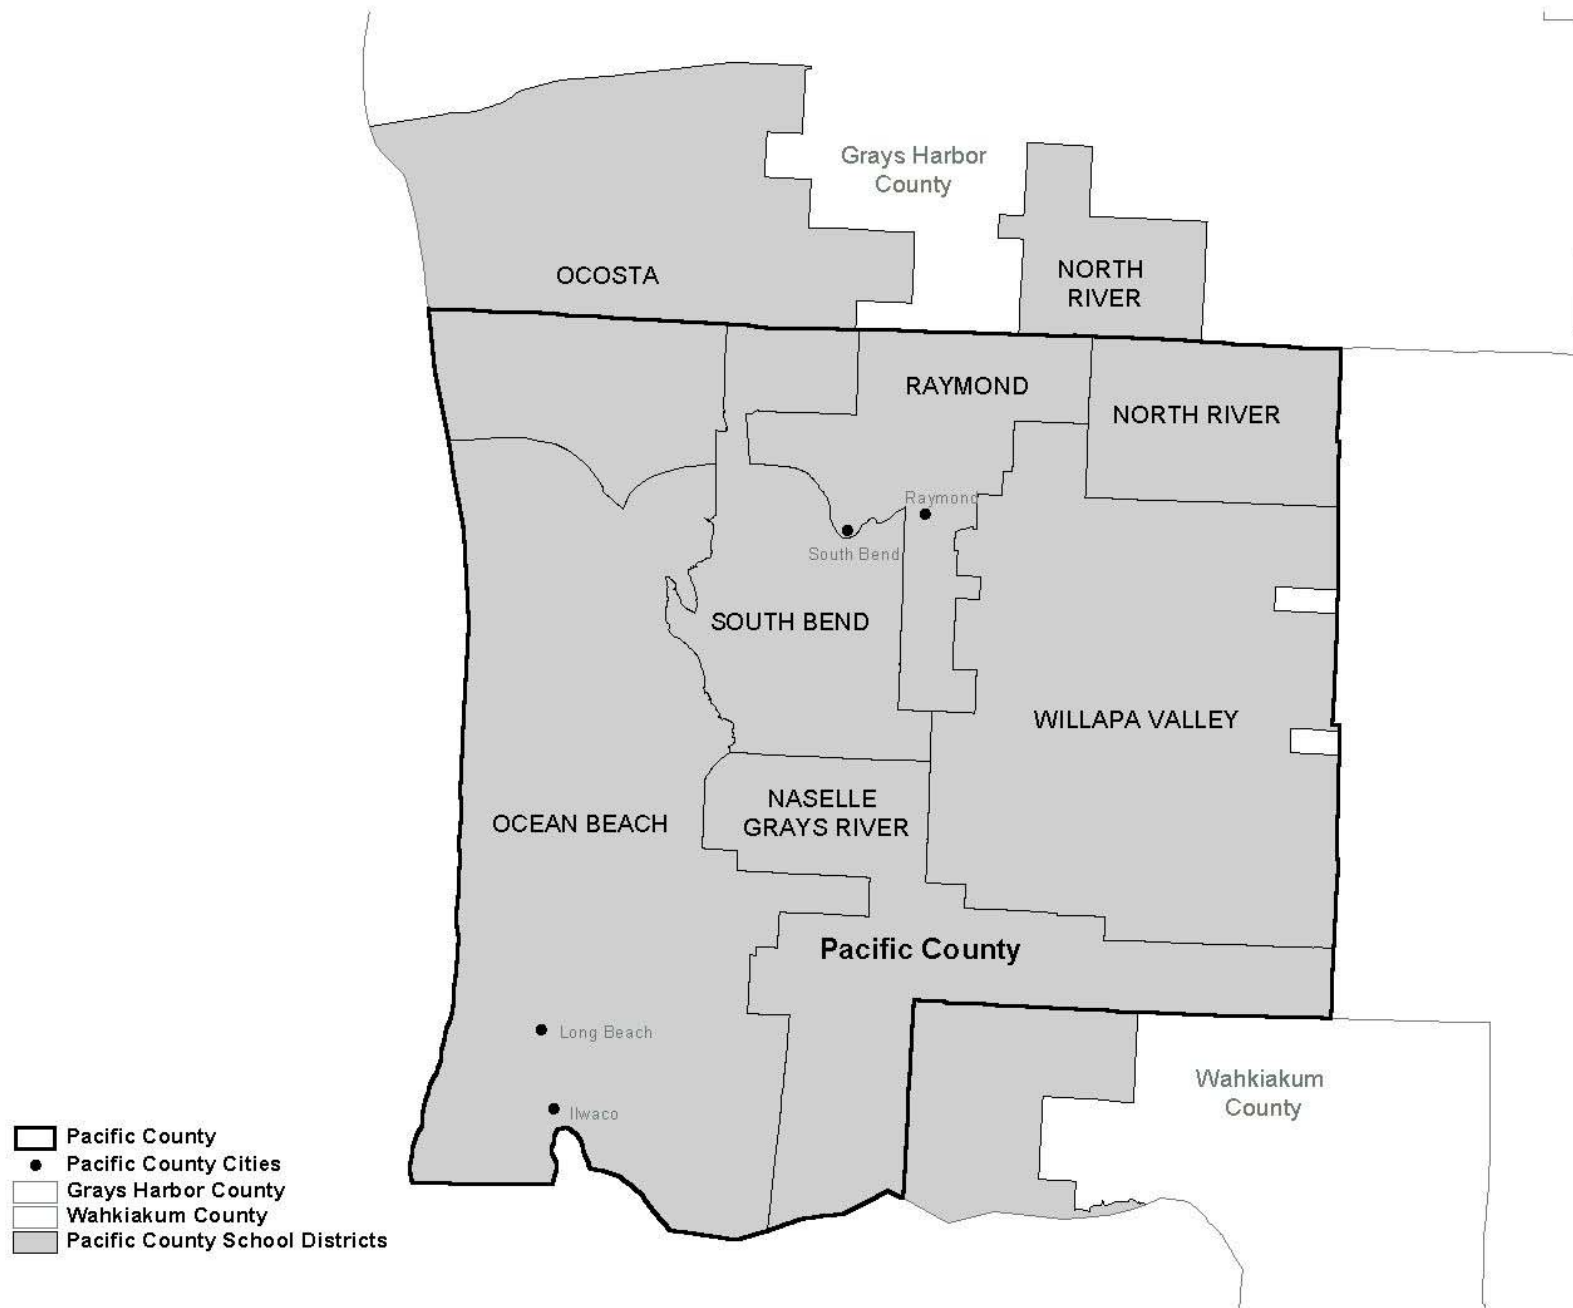 Grays Harbor
County
OCOSTA
NORTH
RIVER
RAYMOND
NORTH RIVER
Raymond
South Bend
SOUTH BEND
WILLAPA VALLEY
NASELLE
GRAYS RIVER
OCEAN BEACH
Pacific County
Long Beach
Ilwaco
Wahkiakum
County
Pacific County
Pacific County Cities
Grays Harbor County
Wahkiakum County
Pacific County School Districts